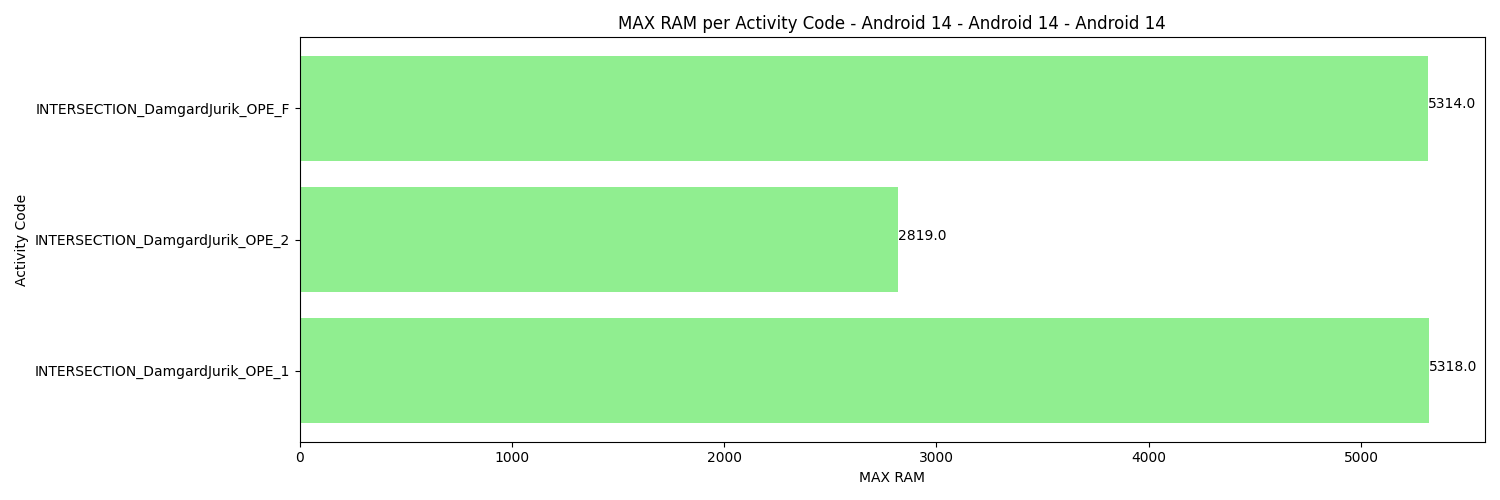 MAX RAM per Activity Code - Android 14 - Android 14 - Android 14
Activity Code
INTERSECTION_DamgardJurik_OPE_F
5314.0
INTERSECTION_DamgardJurik_OPE_2
2819.0
INTERSECTION_DamgardJurik_OPE_1
5318.0
0 1000 2000 3000 4000 5000
MAX RAM